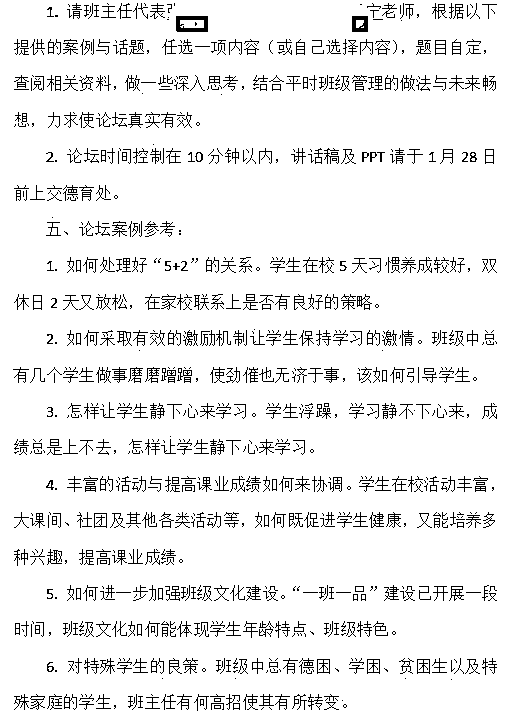 1. 请班主任代表
老师，根据以下
提供的案例与话题，任选一项内容（或自己选择内容），题目自定，
查阅相关资料，做一些深入思考，结合平时班级管理的做法与未来畅
想，力求使论坛真实有效。
2. 论坛时间控制在 10 分钟以内，讲话稿及 PPT 请于 1 月 28 日
前上交德育处。
五、论坛案例参考：
1. 如何处理好“5+2”的关系。学生在校 5 天习惯养成较好，双
休日 2 天又放松，在家校联系上是否有良好的策略。
2. 如何采取有效的激励机制让学生保持学习的激情。班级中总
有几个学生做事磨磨蹭蹭，使劲催也无济于事，该如何引导学生。
3. 怎样让学生静下心来学习。学生浮躁，学习静不下心来，成
绩总是上不去，怎样让学生静下心来学习。
4. 丰富的活动与提高课业成绩如何来协调。学生在校活动丰富，
大课间、社团及其他各类活动等，如何既促进学生健康，又能培养多
种兴趣，提高课业成绩。
5. 如何进一步加强班级文化建设。“一班一品”建设已开展一段
时间，班级文化如何能体现学生年龄特点、班级特色。
6. 对特殊学生的良策。班级中总有德困、学困、贫困生以及特
殊家庭的学生，班主任有何高招使其有所转变。